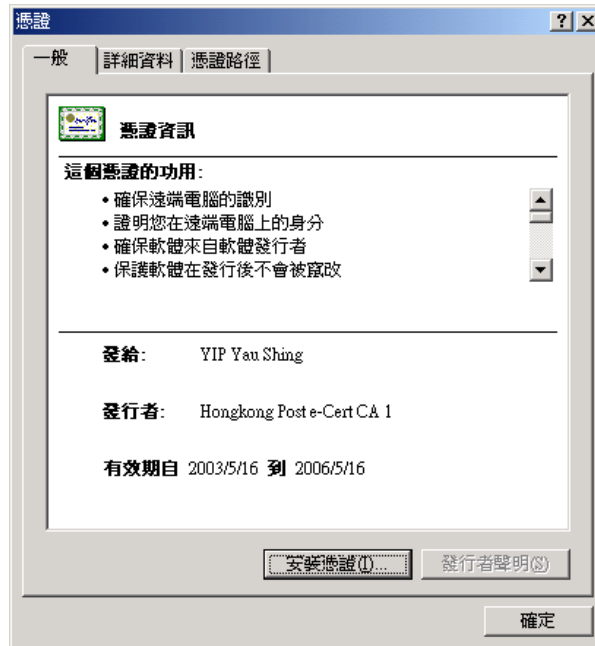 憑證
一般
詳細資料
憑證路徑
憑證資訊
這個憑證的功用:
•確保遠端電腦的識別
•證明您在遠端電腦上的身分
•確保軟體來自軟體發行者
•保護軟體在發行後不會被竄改
發給: YIP Yau Shing
發行者: Hongkong Post e-Cert CA 1
有效期自 2003/5/16 到 2006/5/16
安裝憑證(I)... 發行者聲明(S)
確定